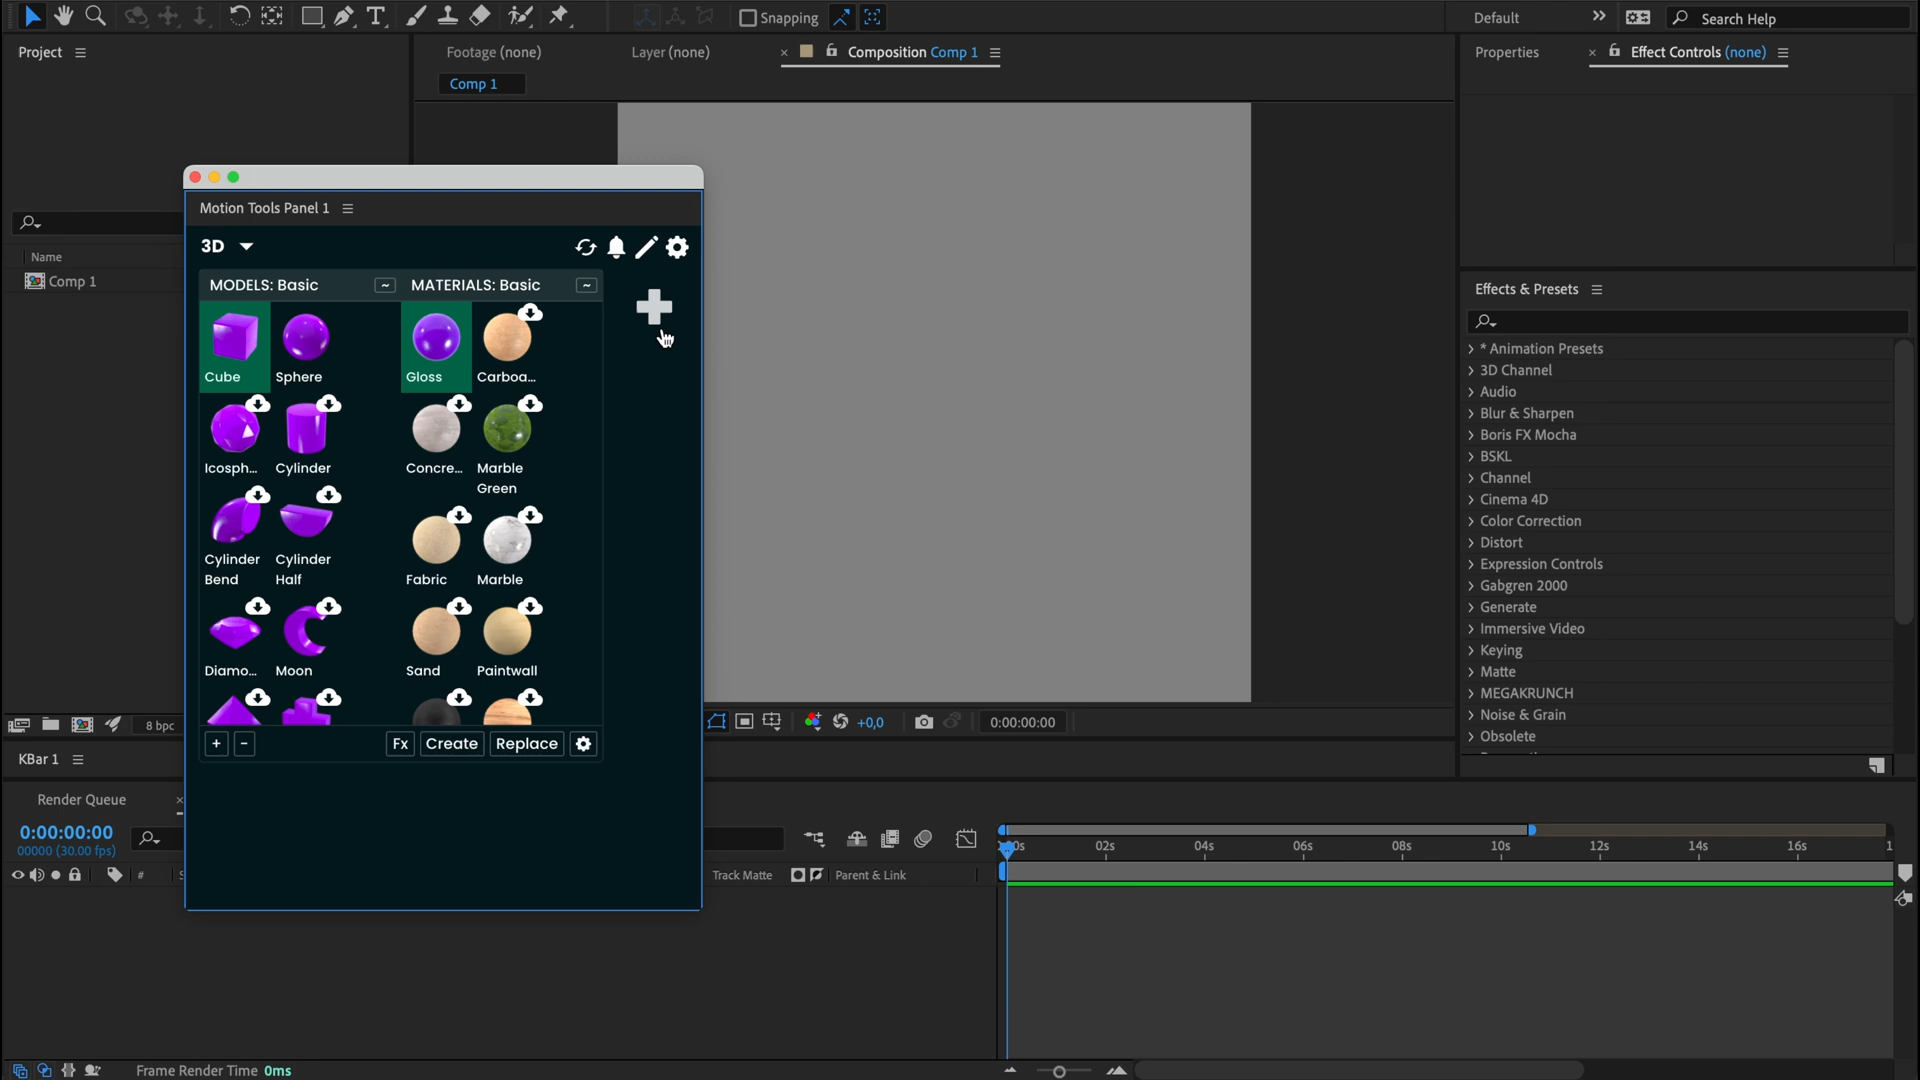 Snapping
Default
Search Help
Project
Footage (none)
Layer (none)
Composition Comp 1
Properties
Effect Controls (none)
Comp 1
Motion Tools Panel 1
3D
MODELS: Basic
~
MATERIALS: Basic
~
Cube
Sphere
Gloss
Carboa...
Icosph...
Cylinder
Concre...
Marble
Green
Cylinder
Bend
Cylinder
Half
Fabric
Marble
Diamo...
Moon
Sand
Paintwall
+
-
Fx
Create
Replace
Name
Comp 1
8 bpc
+0,0
0:00:00:00
Effects & Presets
* Animation Presets
3D Channel
Audio
Blur & Sharpen
Boris FX Mocha
BSKL
Channel
Cinema 4D
Color Correction
Distort
Expression Controls
Gabgren 2000
Generate
Immersive Video
Keying
Matte
MEGAKRUNCH
Noise & Grain
Obsolete
KBar 1
Render Queue
0:00:00:00
00000 (30.00 fps)
#
Track Matte
Parent & Link
02s
04s
06s
08s
10s
12s
14s
16s
Frame Render Time 0ms